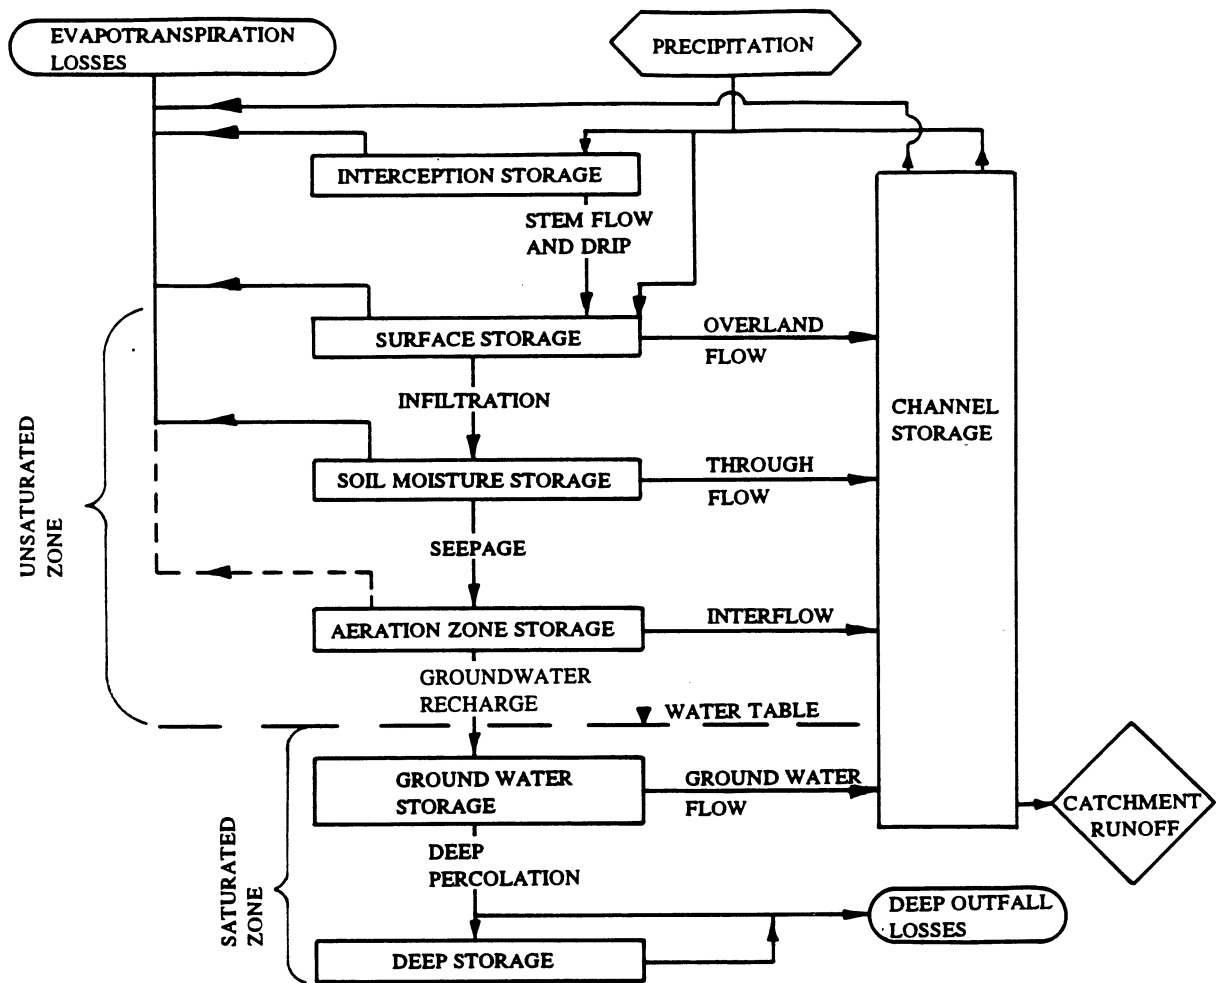 EVAPOTRANSPIRATION
LOSSES
PRECIPITATION
INTERCEPTION STORAGE
STEM FLOW
AND DRIP
SURFACE STORAGE
OVERLAND
FLOW
INFILTRATION
CHANNEL
STORAGE
SOIL MOISTURE STORAGE
THROUGH
FLOW
UNSATURATED
ZONE
SEEPAGE
AERATION ZONE STORAGE
INTERFLOW
GROUNDWATER
RECHARGE
WATER TABLE
GROUND WATER
STORAGE
GROUND WATER
FLOW
CATCHMENT
RUNOFF
SATURATED
ZONE
DEEP
PERCOLATION
DEEP OUTFALL
LOSSES
DEEP STORAGE